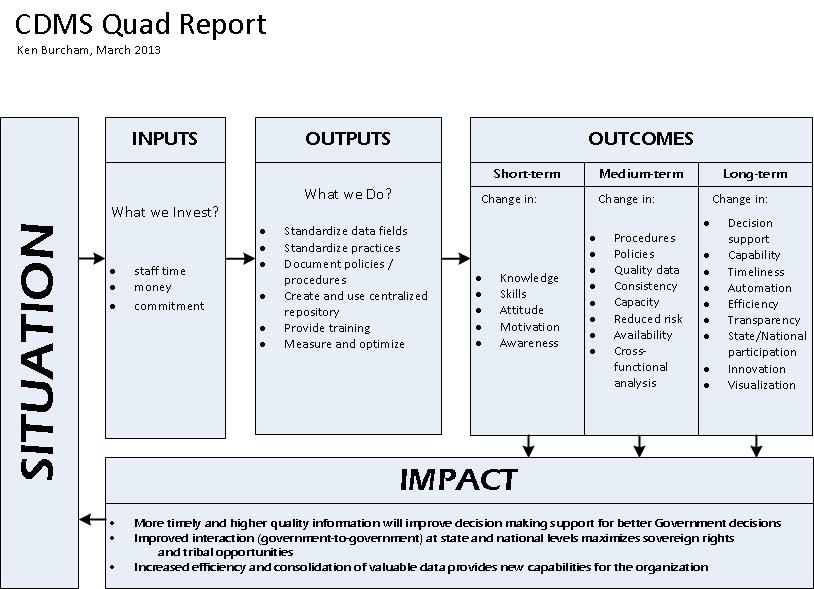 CDMS Quad Report
Ken Burcham, March 2013
SITUATION
INPUTS
What we Invest?
• staff time
• money
• commitment
OUTPUTS
What we Do?
• Standardize data fields
• Standardize practices
• Document policies /
procedures
• Create and use centralized
repository
• Provide training
• Measure and optimize
OUTCOMES
Short-term
Change in:
• Knowledge
• Skills
• Attitude
• Motivation
• Awareness
Medium-term
Change in:
• Procedures
• Policies
• Quality data
• Consistency
• Capacity
• Reduced risk
• Availability
• Cross-
functional
analysis
Long-term
Change in:
• Decision
support
• Capability
• Timeliness
• Automation
• Efficiency
• Transparency
• State/National
participation
• Innovation
• Visualization
IMPACT
• More timely and higher quality information will improve decision making support for better Government decisions
• Improved interaction (government-to-government) at state and national levels maximizes sovereign rights
and tribal opportunities
• Increased efficiency and consolidation of valuable data provides new capabilities for the organization